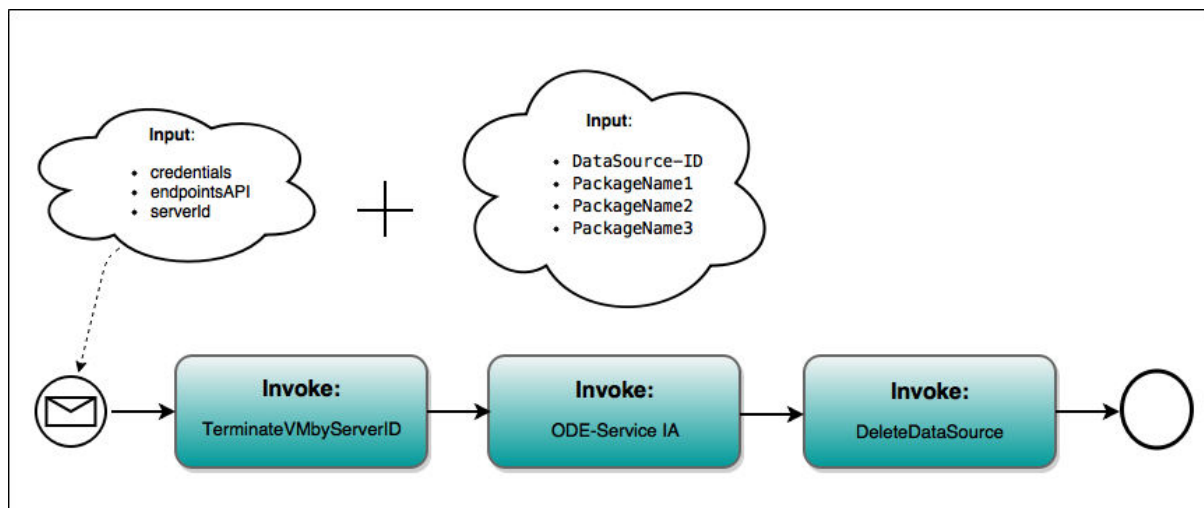 Input:
• credentials
• endpointsAPI
• serverId
Input:
• DataSource-ID
• PackageName1
• PackageName2
• PackageName3
Invoke:
TerminateVMbyServerID
Invoke:
ODE-Service IA
Invoke:
DeleteDataSource